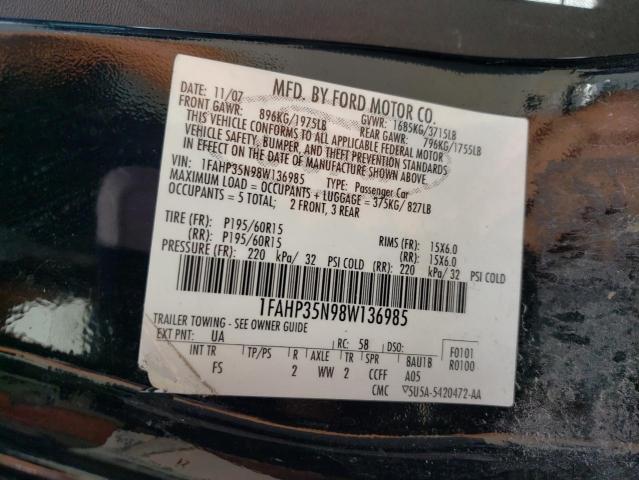 MFD. BY FORD MOTOR CO.
DATE: 11/07 GVWR: 1685KG/3715LB
FRONT GAWR: 896KG/1975LB REAR GAWR: 796KG/1755LB
THIS VEHICLE CONFORMS TO ALL APPLICABLE FEDERAL MOTOR
VEHICLE SAFETY, BUMPER, AND THEFT PREVENTION STANDARDS
IN EFFECT ON THE DATE OF MANUFACTURE SHOWN ABOVE.
VIN: 1FAHP35N98W136985 TYPE: Passenger Car
MAXIMUM LOAD = OCCUPANTS + LUGGAGE = 375KG/ 827LB
OCCUPANTS = 5 TOTAL; 2 FRONT, 3 REAR
TIRE (FR): P195/60R15 RIMS (FR): 15X6.0
(RR): P195/60R15 (RR): 15X6.0
PRESSURE (FR): 220 kPa/ 32 PSI COLD (RR): 220 kPa/ 32 PSI COLD
1FAHP35N98W136985
TRAILER TOWING - SEE OWNER GUIDE
EXT PNT: UA RC: 58 DSO: F0101
INT TR TP/PS R AXLE TR SPR BAU1B R0100
FS 2 WW 2 CCFF A05
CMC ▽5U5A-5420472-AA